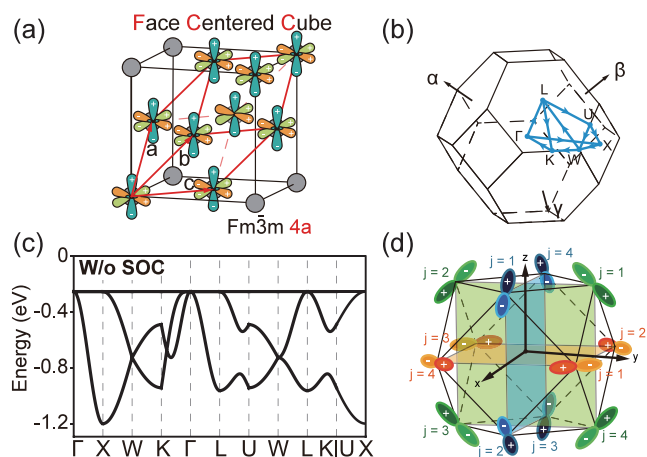 (a)
Face Centered Cube
a
b
c
Fm3̅m 4a
(b)
α
β
γ
L
U
Γ
X
K
W
(c)
W/o SOC
Energy (eV)
0
-0.4
-0.8
-1.2
Γ X W K Γ L U W L K|U X
(d)
z
y
x
j = 1
j = 4
j = 2
j = 1
j = 3
j = 2
j = 4
j = 1
j = 3
j = 2
j = 3
j = 4